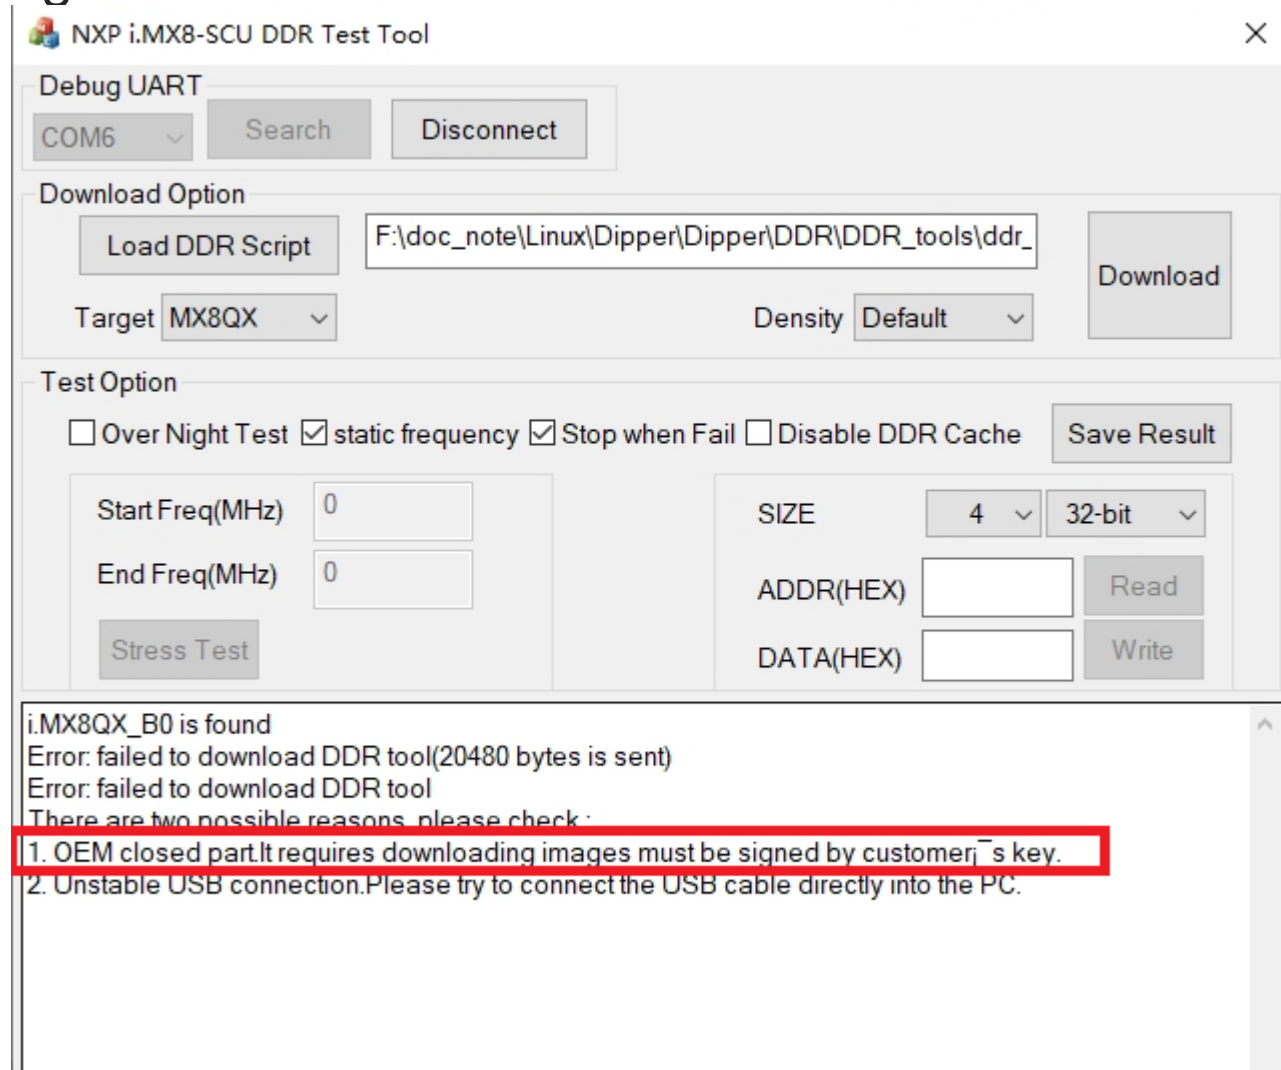 NXP i.MX8-SCU DDR Test Tool
Debug UART
COM6 Search Disconnect
Download Option
Load DDR Script F:\doc_note\Linux\Dipper\Dipper\DDR\DDR_tools\ddr_
Download
Target MX8QX Density Default
Test Option
Over Night Test static frequency Stop when Fail Disable DDR Cache Save Result
Start Freq(MHz) 0
End Freq(MHz) 0
Stress Test
SIZE 4 32-bit
ADDR(HEX) Read
DATA(HEX) Write
i.MX8QX_B0 is found
Error: failed to download DDR tool(20480 bytes is sent)
Error: failed to download DDR tool
There are two possible reasons, please check :
1. OEM closed part.It requires downloading images must be signed by customer¡¯s key.
2. Unstable USB connection.Please try to connect the USB cable directly into the PC.